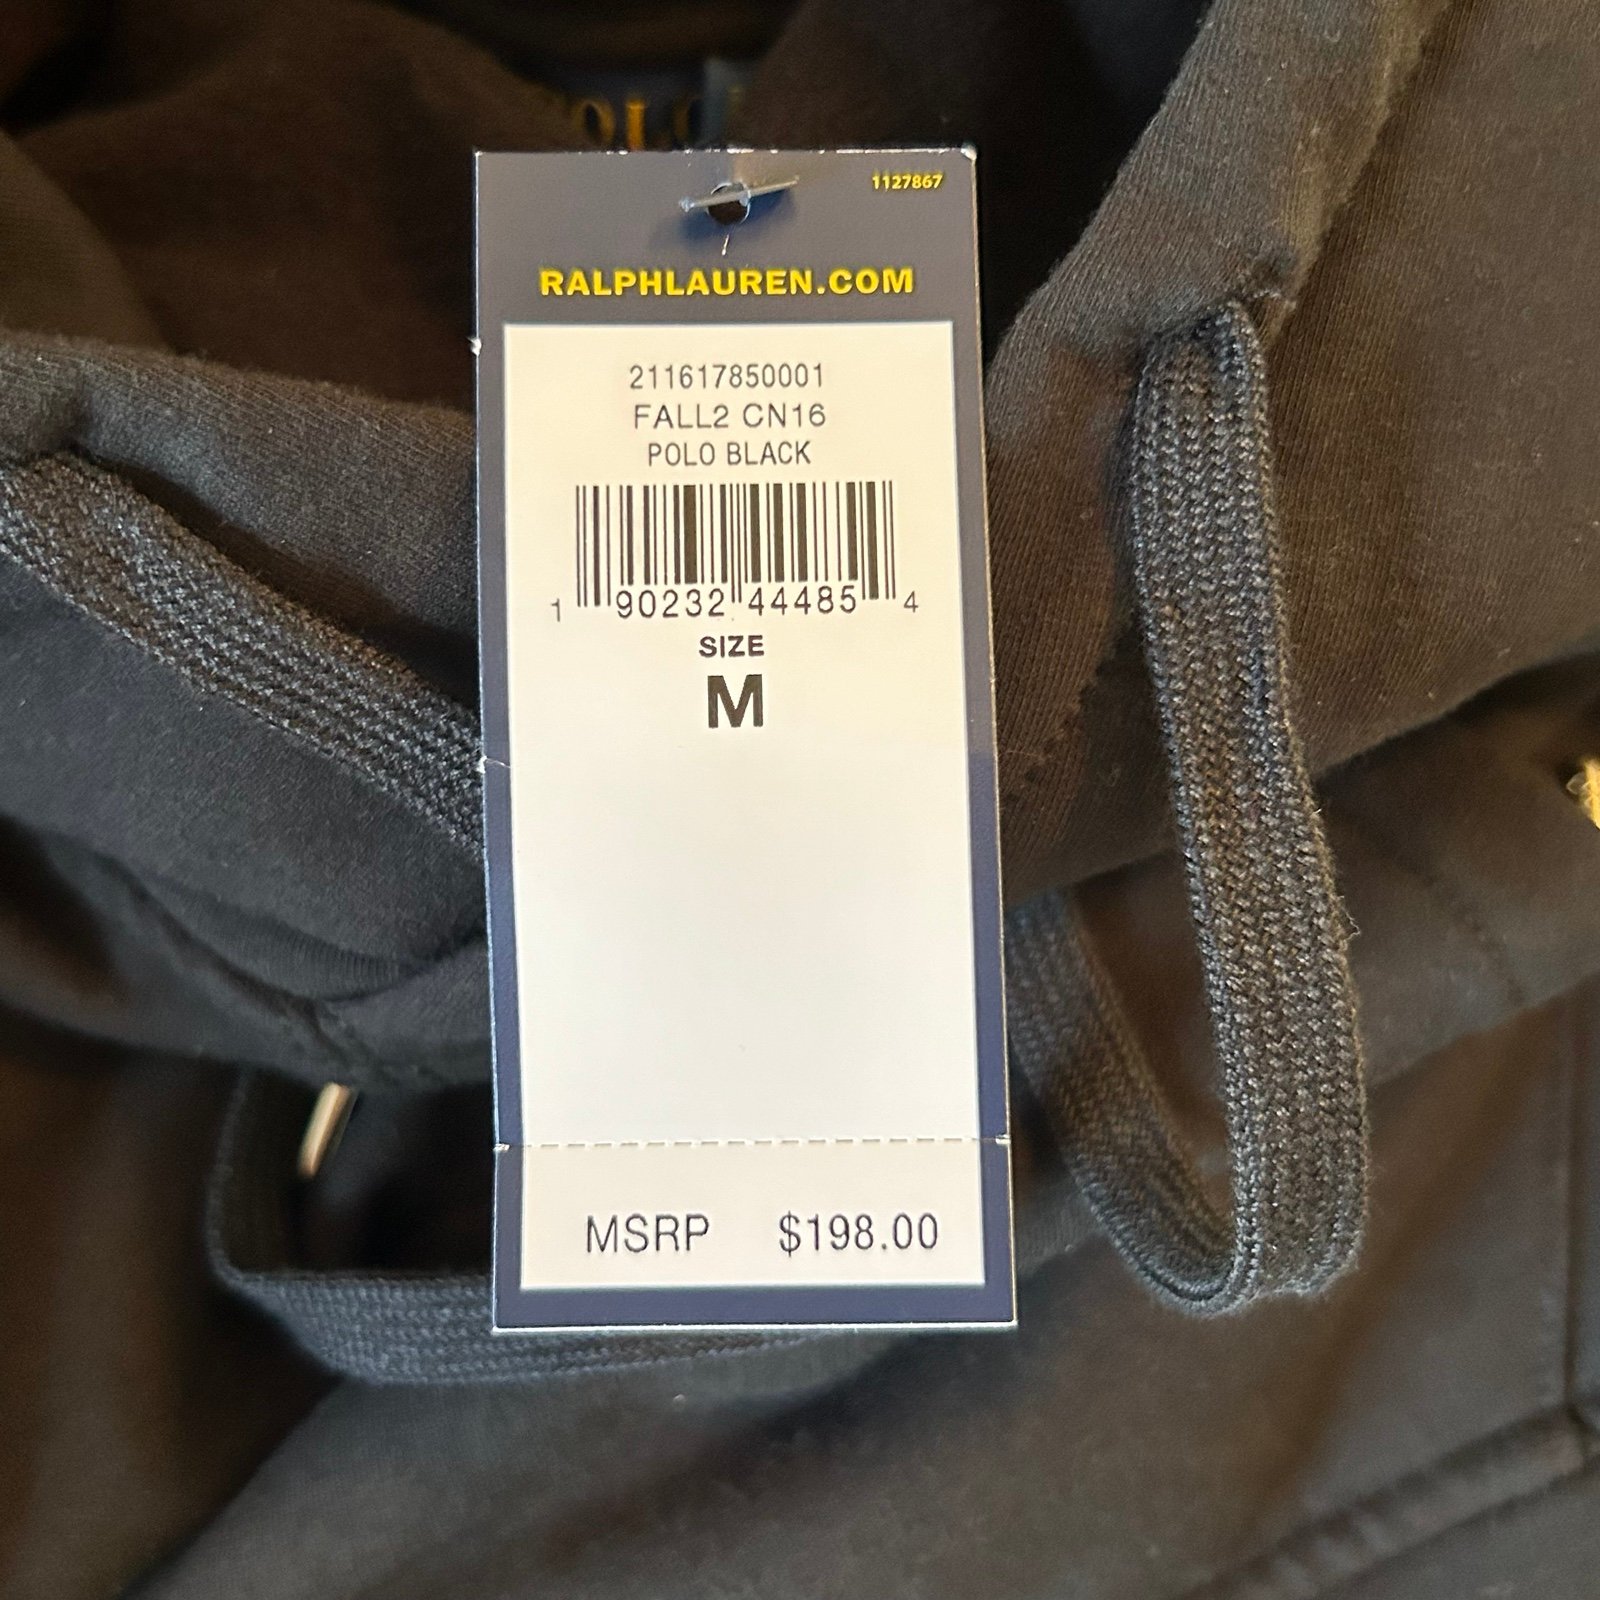 1127867
RALPHLAUREN.COM
211617850001
FALL2 CN16
POLO BLACK
1 90232 44485 4
SIZE
M
MSRP $198.00